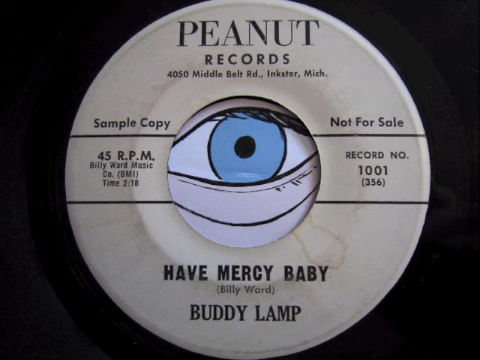 PEANUT
RECORDS
4050 Middle Belt Rd., Inkster, Mich.
Sample Copy
Not For Sale
45 R.P.M.
Billy Ward Music
Co. (BMI)
Time 2:18
RECORD NO.
1001
(356)
HAVE MERCY BABY
(Billy Ward)
BUDDY LAMP